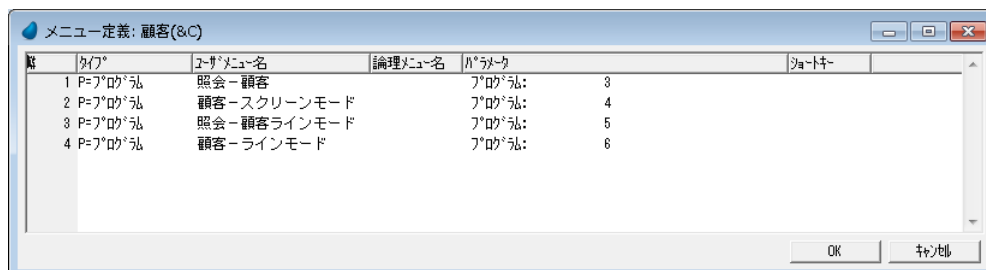 メニュー定義: 顧客(&C)
# ﾀｲﾌﾟ ﾕｰｻﾞﾒﾆｭｰ名 論理ﾒﾆｭｰ名 ﾊﾟﾗﾒｰﾀ ｼｮｰﾄｷｰ
1 P=ﾌﾟﾛｸﾞﾗﾑ 照会－顧客 ﾌﾟﾛｸﾞﾗﾑ: 3
2 P=ﾌﾟﾛｸﾞﾗﾑ 顧客－スクリーンモード ﾌﾟﾛｸﾞﾗﾑ: 4
3 P=ﾌﾟﾛｸﾞﾗﾑ 照会－顧客ラインモード ﾌﾟﾛｸﾞﾗﾑ: 5
4 P=ﾌﾟﾛｸﾞﾗﾑ 顧客－ラインモード ﾌﾟﾛｸﾞﾗﾑ: 6
OK ｷｬﾝｾﾙ